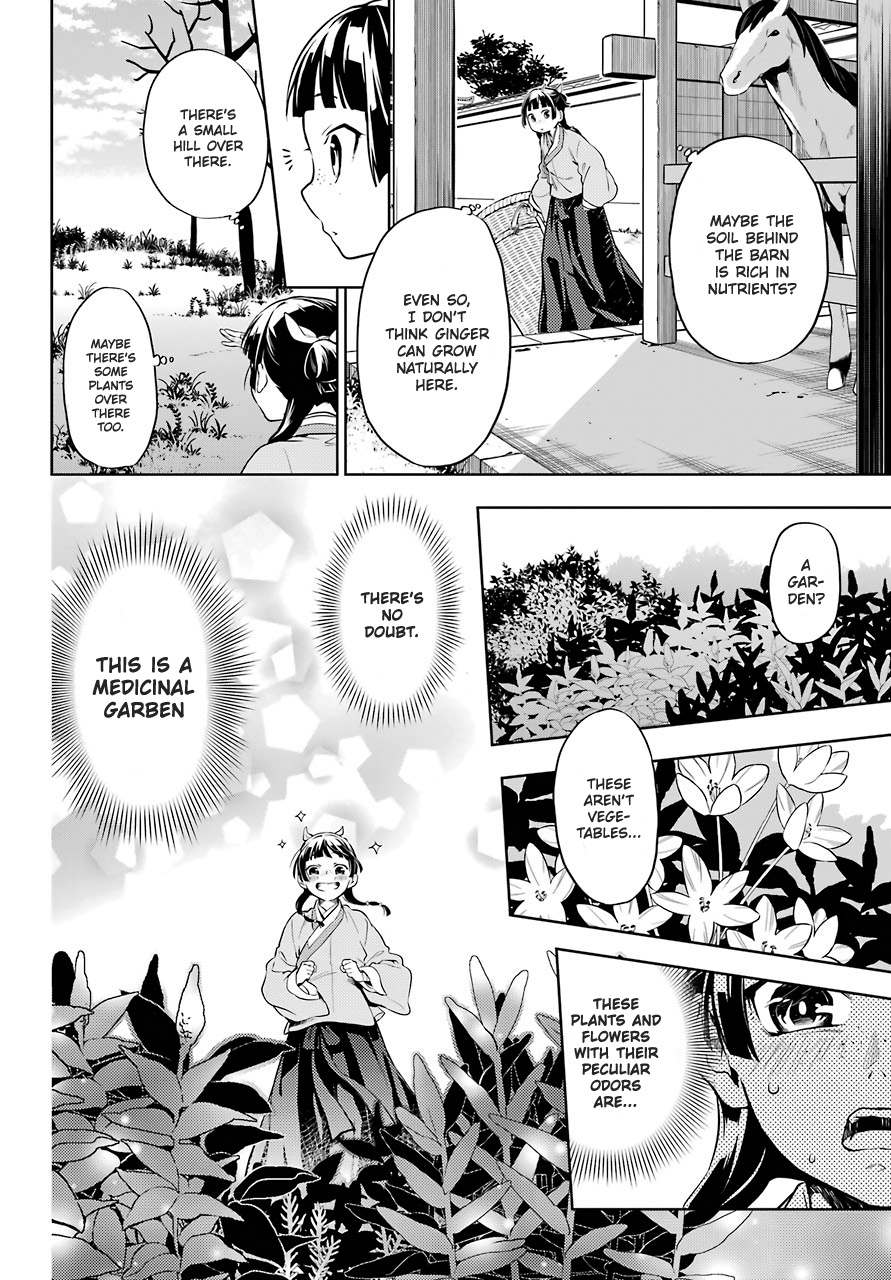 MAYBE THE
SOIL BEHIND
THE BARN
IS RICH IN
NUTRIENTS?
EVEN SO,
I DON'T
THINK GINGER
CAN GROW
NATURALLY
HERE.
THERE'S
A SMALL
HILL OVER
THERE.
MAYBE
THERE'S
SOME
PLANTS
OVER
THERE
TOO.
A
GAR-
DEN?
THESE
AREN'T
VEGE-
TABLES...
THESE
PLANTS AND
FLOWERS
WITH THEIR
PECULIAR
ODORS
ARE...
THERE'S
NO
DOUBT.
THIS IS A
MEDICINAL
GARBEN